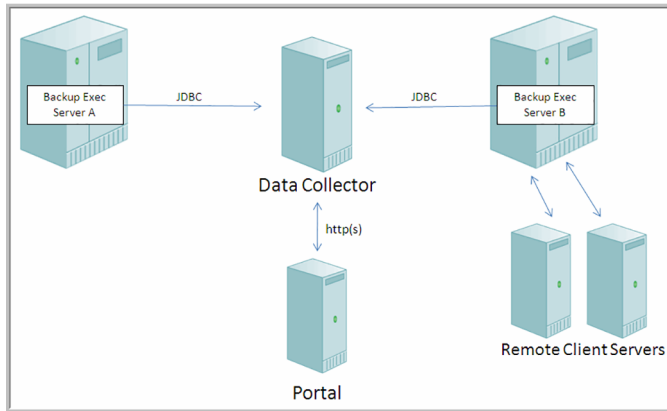 Backup Exec
Server A
JDBC
JDBC
Backup Exec
Server B
Data Collector
http(s)
Remote Client Servers
Portal